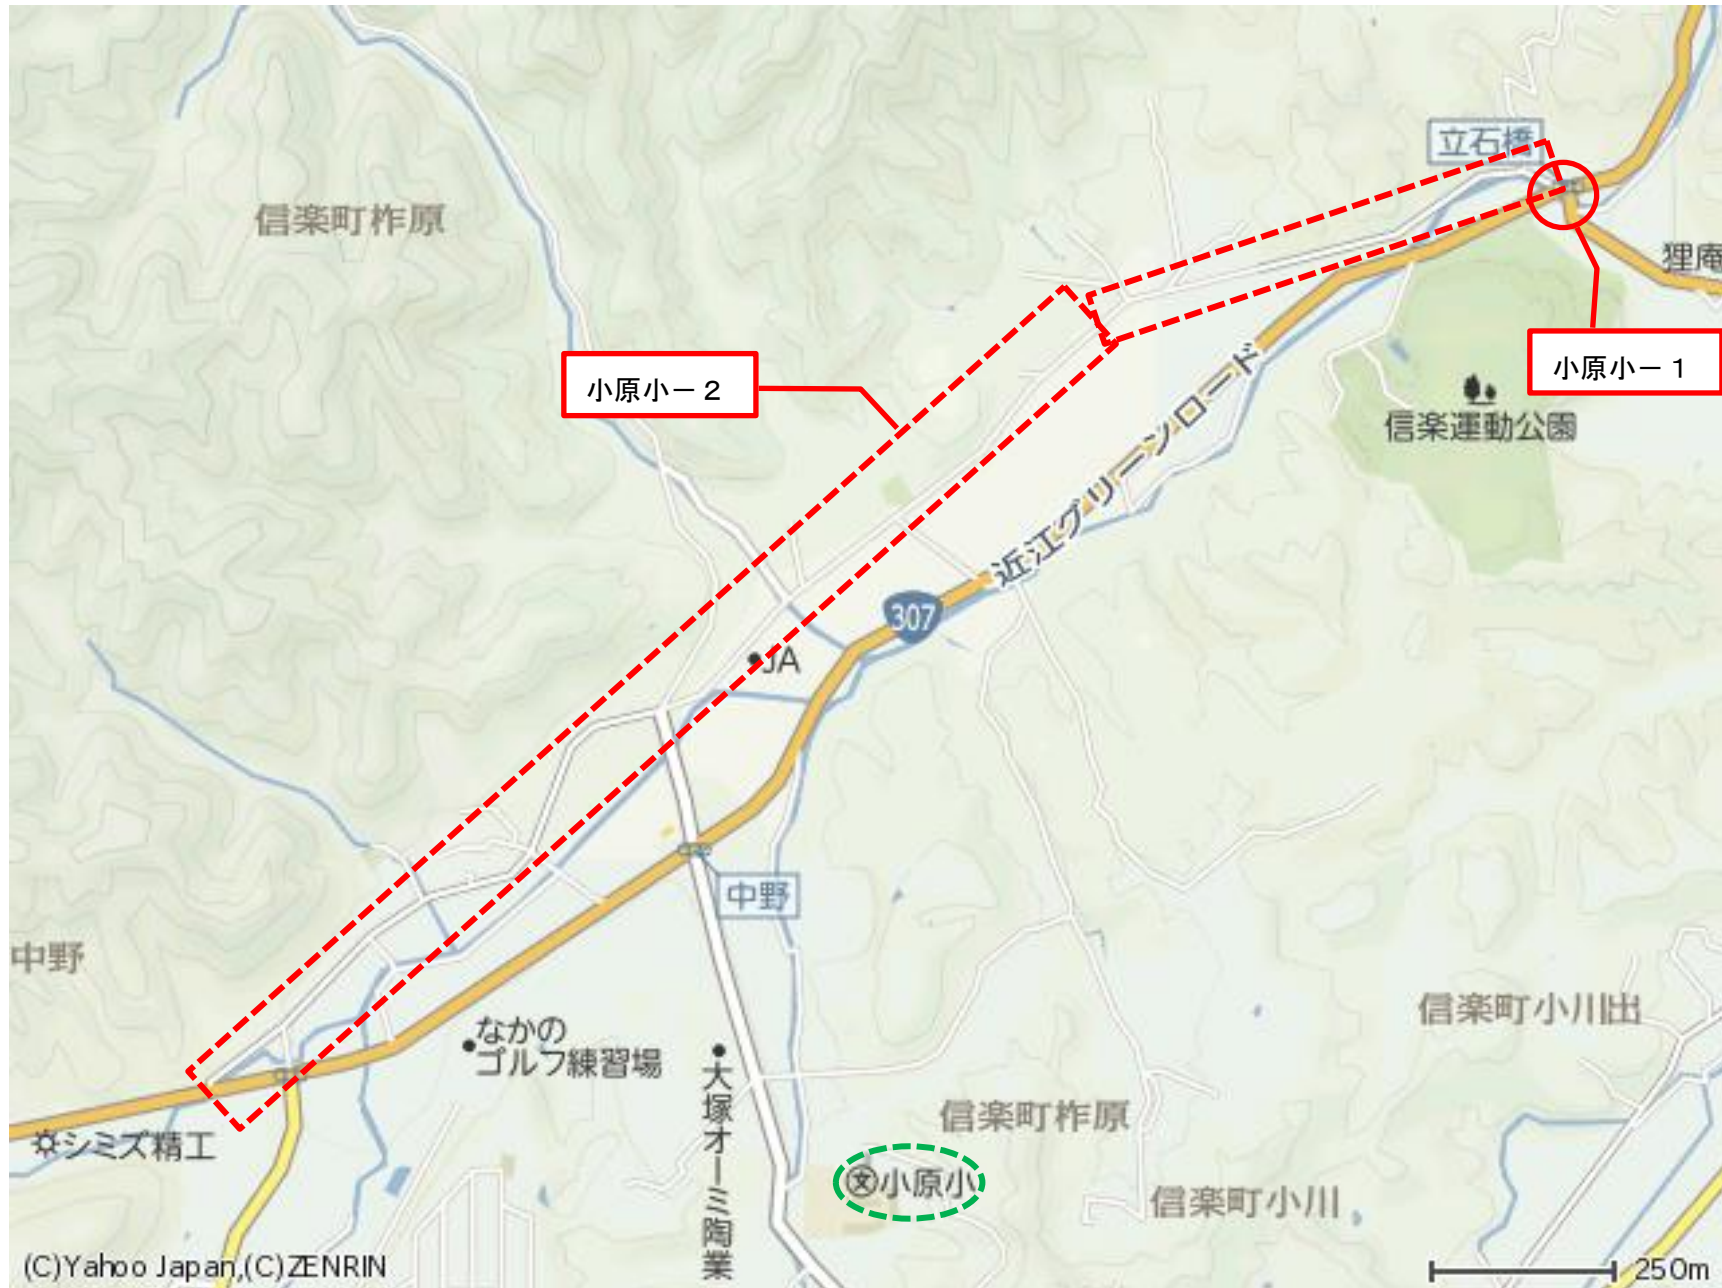 立石橋
信楽町柞原
狸庵
小原小－1
小原小－２
信楽運動公園
近江グリーンロード
307
JA
中野
中野
なかの
ゴルフ練習場
信楽町小川出
大塚オーミ陶業
信楽町柞原
シミズ精工
文小原小
信楽町小川
(C)Yahoo Japan,(C)ZENRIN
250m